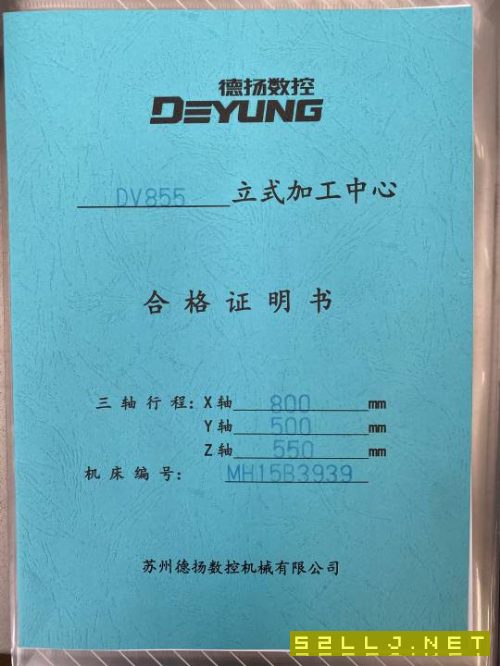 德扬数控
DEYUNG
DV855 立式加工中心
合格证明书
三轴行程: X轴 800 mm
Y轴 500 mm
Z轴 550 mm
机床编号: MH15B3939
苏州德扬数控机械有限公司
52LLJ.NET